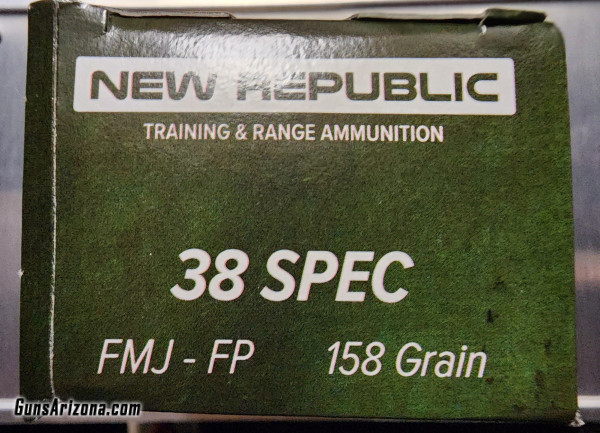 NEW REPUBLIC
TRAINING & RANGE AMMUNITION
38 SPEC
FMJ - FP 158 Grain
GunsArizona.com